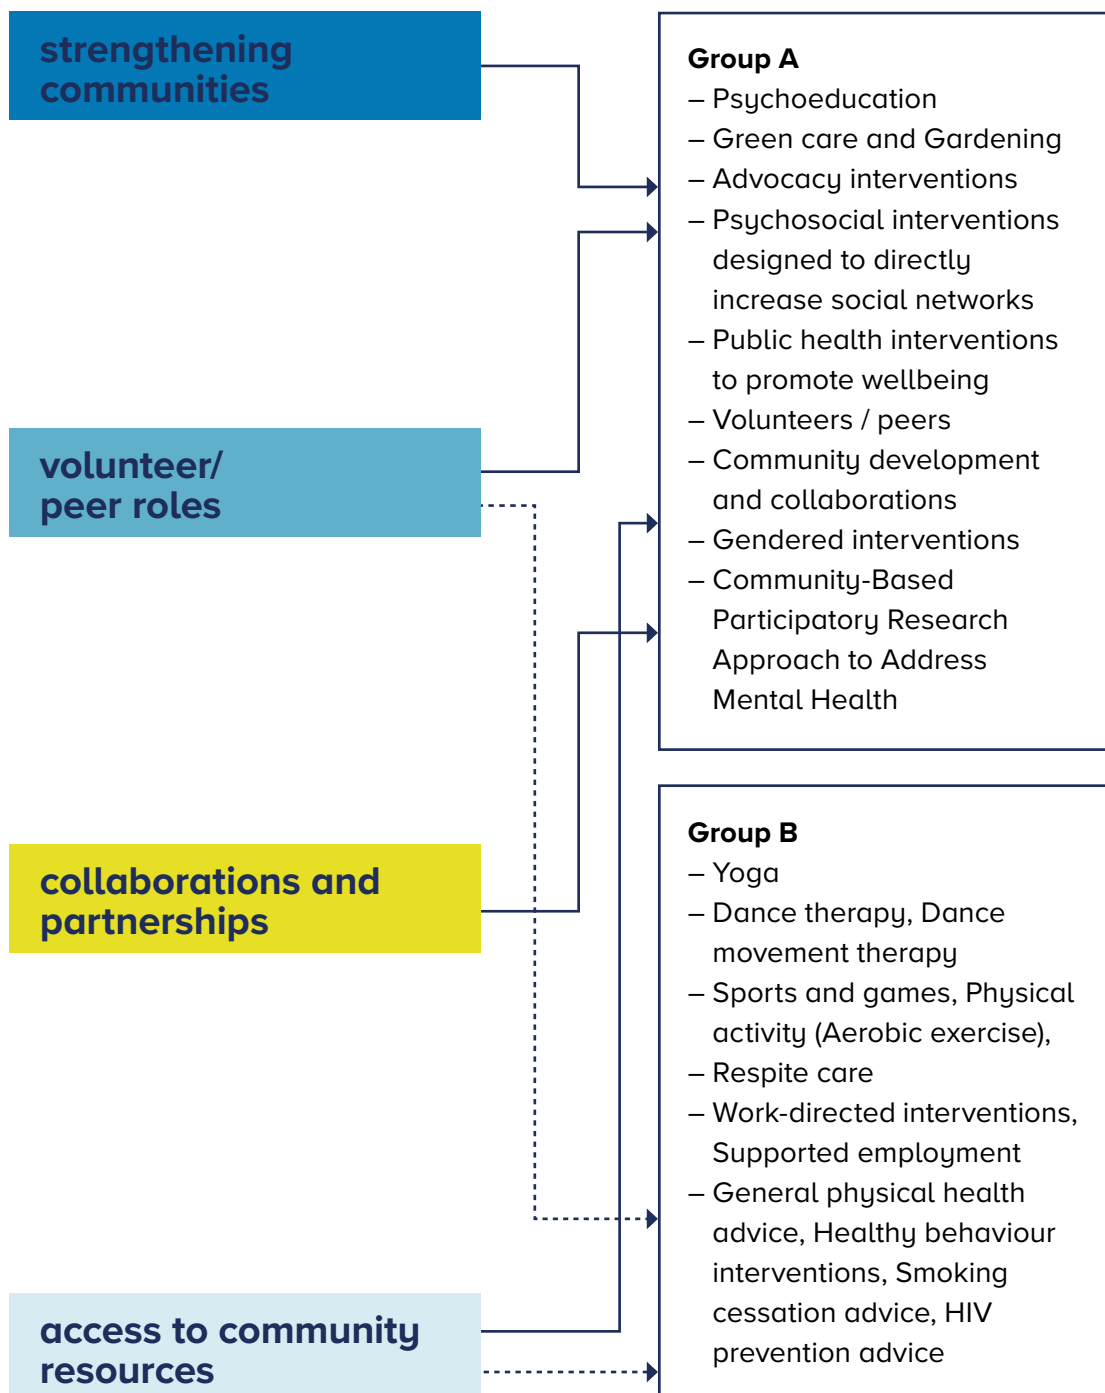 strengthening
communities
volunteer/
peer roles
collaborations and
partnerships
access to community
resources
Group A
– Psychoeducation
– Green care and Gardening
– Advocacy interventions
– Psychosocial interventions
designed to directly
increase social networks
– Public health interventions
to promote wellbeing
– Volunteers / peers
– Community development
and collaborations
– Gendered interventions
– Community-Based
Participatory Research
Approach to Address
Mental Health
Group B
– Yoga
– Dance therapy, Dance
movement therapy
– Sports and games, Physical
activity (Aerobic exercise),
– Respite care
– Work-directed interventions,
Supported employment
– General physical health
advice, Healthy behaviour
interventions, Smoking
cessation advice, HIV
prevention advice